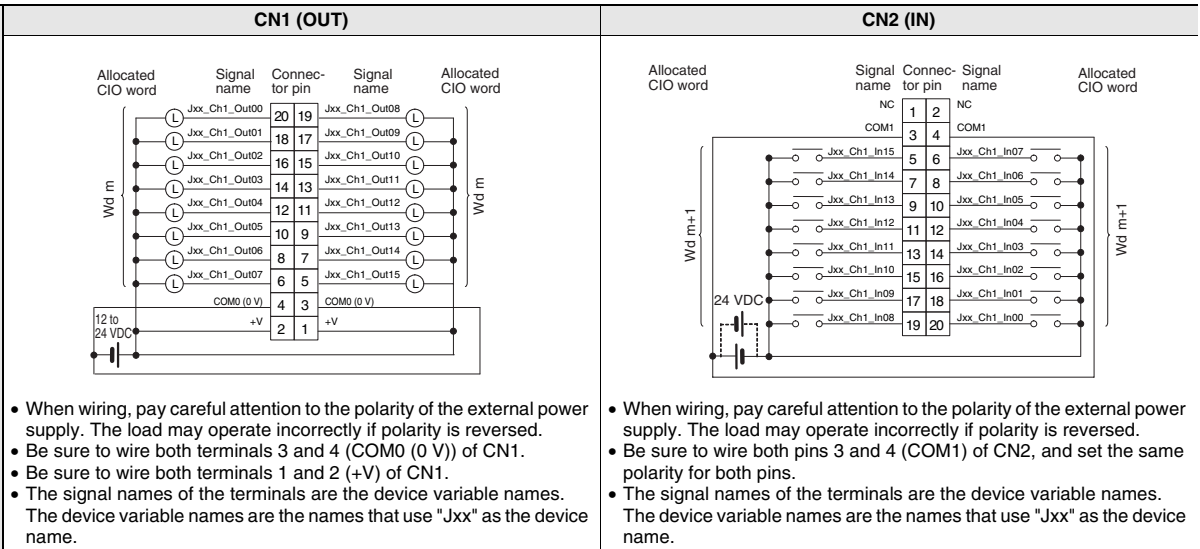 CN1 (OUT)
CN2 (IN)
Allocated
CIO word
Signal
name
Connec-
tor pin
Signal
name
Allocated
CIO word
Jxx_Ch1_Out00 20 19 Jxx_Ch1_Out08
L L
Jxx_Ch1_Out01 18 17 Jxx_Ch1_Out09
L L
Jxx_Ch1_Out02 16 15 Jxx_Ch1_Out10
L L
Jxx_Ch1_Out03 14 13 Jxx_Ch1_Out11
L L
Jxx_Ch1_Out04 12 11 Jxx_Ch1_Out12
L L
Jxx_Ch1_Out05 10 9 Jxx_Ch1_Out13
L L
Jxx_Ch1_Out06 8 7 Jxx_Ch1_Out14
L L
Jxx_Ch1_Out07 6 5 Jxx_Ch1_Out15
L L
COM0 (0 V) 4 3 COM0 (0 V)
+V 2 1 +V
Wd m
Wd m
12 to
24 VDC
• When wiring, pay careful attention to the polarity of the external power
supply. The load may operate incorrectly if polarity is reversed.
• Be sure to wire both terminals 3 and 4 (COM0 (0 V)) of CN1.
• Be sure to wire both terminals 1 and 2 (+V) of CN1.
• The signal names of the terminals are the device variable names.
The device variable names are the names that use "Jxx" as the device
name.
Allocated
CIO word
Signal
name
Connec-
tor pin
Signal
name
Allocated
CIO word
NC 1 2 NC
COM1 3 4 COM1
Jxx_Ch1_In15 5 6 Jxx_Ch1_In07
Jxx_Ch1_In14 7 8 Jxx_Ch1_In06
Jxx_Ch1_In13 9 10 Jxx_Ch1_In05
Jxx_Ch1_In12 11 12 Jxx_Ch1_In04
Jxx_Ch1_In11 13 14 Jxx_Ch1_In03
Jxx_Ch1_In10 15 16 Jxx_Ch1_In02
Jxx_Ch1_In09 17 18 Jxx_Ch1_In01
Jxx_Ch1_In08 19 20 Jxx_Ch1_In00
Wd m+1
Wd m+1
24 VDC
• When wiring, pay careful attention to the polarity of the external power
supply. The load may operate incorrectly if polarity is reversed.
• Be sure to wire both pins 3 and 4 (COM1) of CN2, and set the same
polarity for both pins.
• The signal names of the terminals are the device variable names.
The device variable names are the names that use "Jxx" as the device
name.